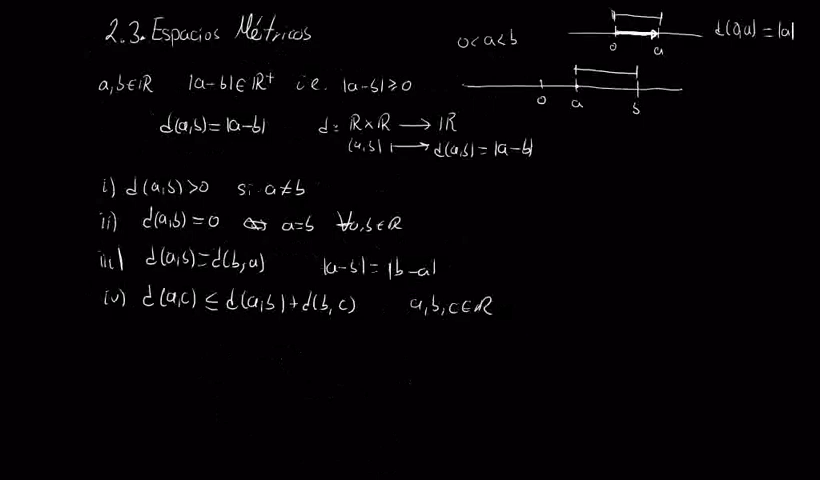 2.3. Espacios Métricos
0<a<b
0 a
d(0,a) = |a|
a,b∈ℝ |a-b|∈ℝ⁺ i.e. |a-b|≥0
0 a b
d(a,b)=|a-b| d: ℝ×ℝ ⟶ ℝ
(a,b) ⟼ d(a,b)=|a-b|
i) d(a,b)>0 si a≠b
ii) d(a,b)=0 ⇔ a=b ∀a,b∈ℝ
iii) d(a,b)=d(b,a) |a-b|=|b-a|
iv) d(a,c) ≤ d(a,b)+d(b,c) a,b,c∈ℝ